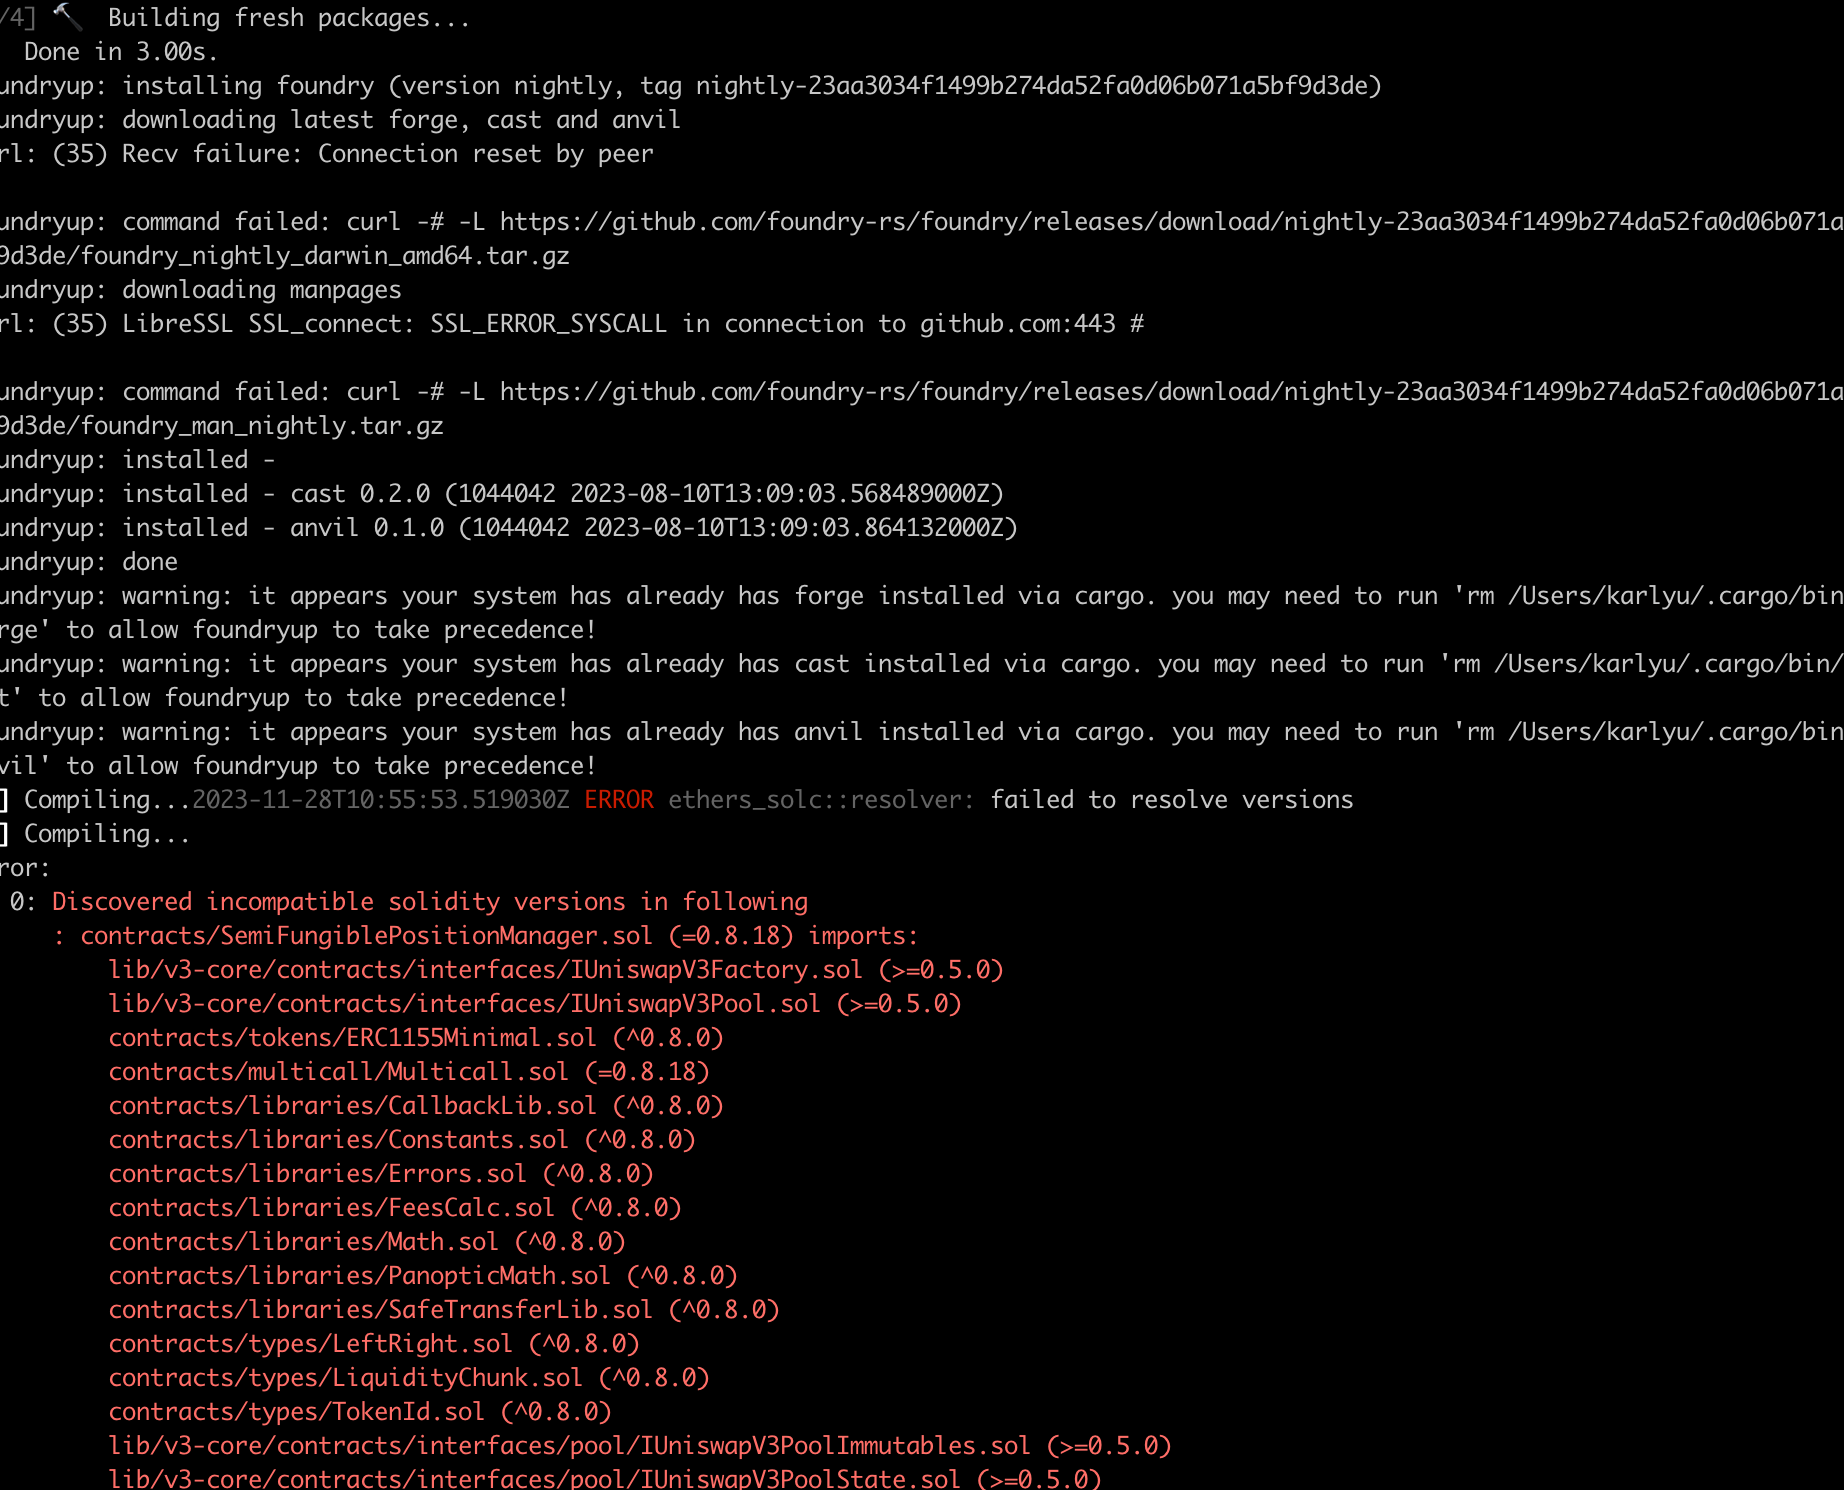 /4] 🔨  Building fresh packages...
  Done in 3.00s.
undryup: installing foundry (version nightly, tag nightly-23aa3034f1499b274da52fa0d06b071a5bf9d3de)
undryup: downloading latest forge, cast and anvil
rl: (35) Recv failure: Connection reset by peer

undryup: command failed: curl -# -L https://github.com/foundry-rs/foundry/releases/download/nightly-23aa3034f1499b274da52fa0d06b071a
9d3de/foundry_nightly_darwin_amd64.tar.gz
undryup: downloading manpages
rl: (35) LibreSSL SSL_connect: SSL_ERROR_SYSCALL in connection to github.com:443 #

undryup: command failed: curl -# -L https://github.com/foundry-rs/foundry/releases/download/nightly-23aa3034f1499b274da52fa0d06b071a
9d3de/foundry_man_nightly.tar.gz
undryup: installed -
undryup: installed - cast 0.2.0 (1044042 2023-08-10T13:09:03.568489000Z)
undryup: installed - anvil 0.1.0 (1044042 2023-08-10T13:09:03.864132000Z)
undryup: done
undryup: warning: it appears your system has already has forge installed via cargo. you may need to run 'rm /Users/karlyu/.cargo/bin
rge' to allow foundryup to take precedence!
undryup: warning: it appears your system has already has cast installed via cargo. you may need to run 'rm /Users/karlyu/.cargo/bin/
t' to allow foundryup to take precedence!
undryup: warning: it appears your system has already has anvil installed via cargo. you may need to run 'rm /Users/karlyu/.cargo/bin
vil' to allow foundryup to take precedence!
] Compiling...2023-11-28T10:55:53.519030Z ERROR ethers_solc::resolver: failed to resolve versions
] Compiling...
ror:
 0: Discovered incompatible solidity versions in following
    : contracts/SemiFungiblePositionManager.sol (=0.8.18) imports:
        lib/v3-core/contracts/interfaces/IUniswapV3Factory.sol (>=0.5.0)
        lib/v3-core/contracts/interfaces/IUniswapV3Pool.sol (>=0.5.0)
        contracts/tokens/ERC1155Minimal.sol (^0.8.0)
        contracts/multicall/Multicall.sol (=0.8.18)
        contracts/libraries/CallbackLib.sol (^0.8.0)
        contracts/libraries/Constants.sol (^0.8.0)
        contracts/libraries/Errors.sol (^0.8.0)
        contracts/libraries/FeesCalc.sol (^0.8.0)
        contracts/libraries/Math.sol (^0.8.0)
        contracts/libraries/PanopticMath.sol (^0.8.0)
        contracts/libraries/SafeTransferLib.sol (^0.8.0)
        contracts/types/LeftRight.sol (^0.8.0)
        contracts/types/LiquidityChunk.sol (^0.8.0)
        contracts/types/TokenId.sol (^0.8.0)
        lib/v3-core/contracts/interfaces/pool/IUniswapV3PoolImmutables.sol (>=0.5.0)
        lib/v3-core/contracts/interfaces/pool/IUniswapV3PoolState.sol (>=0.5.0)